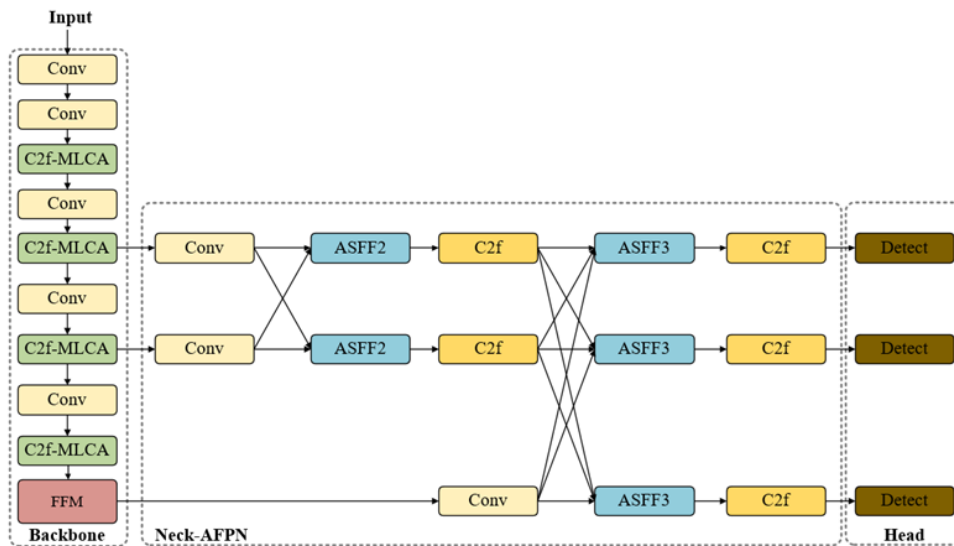 Input
Conv
Conv
C2f-MLCA
Conv
C2f-MLCA
Conv
C2f-MLCA
Conv
C2f-MLCA
FFM
Backbone
Conv
ASFF2
C2f
ASFF3
C2f
Conv
ASFF2
C2f
ASFF3
C2f
Conv
ASFF3
C2f
Neck-AFPN
Detect
Detect
Detect
Head